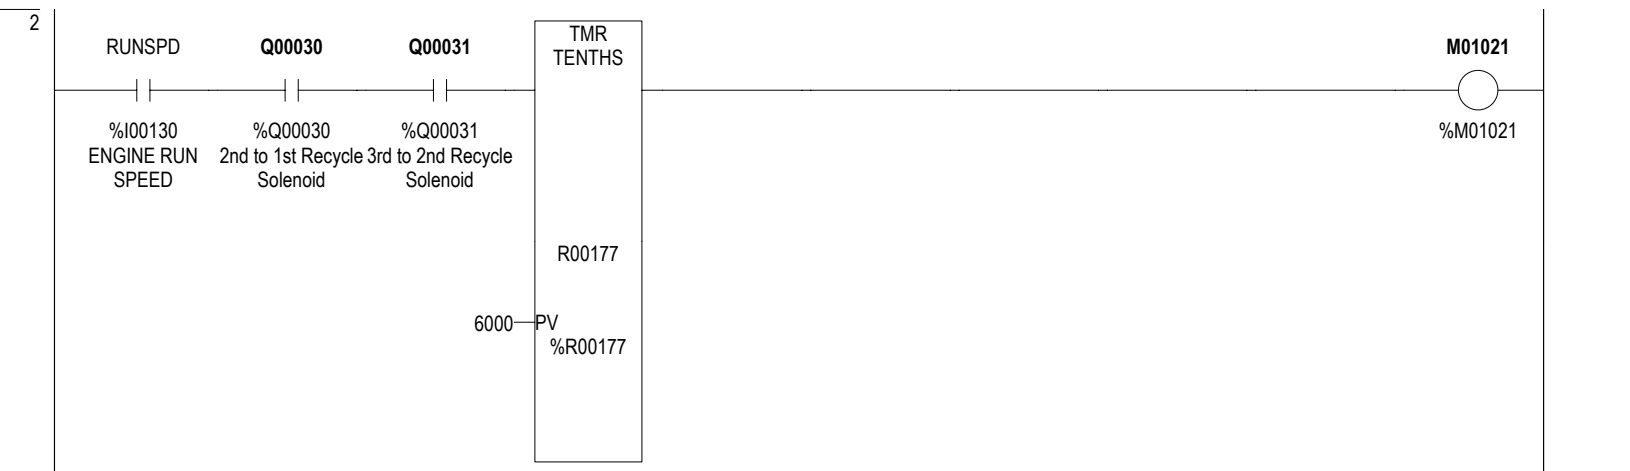 2
RUNSPD
Q00030
Q00031
TMR
TENTHS
M01021
%I00130
ENGINE RUN
SPEED
%Q00030
2nd to 1st Recycle
Solenoid
%Q00031
3rd to 2nd Recycle
Solenoid
%M01021
R00177
6000
PV
%R00177